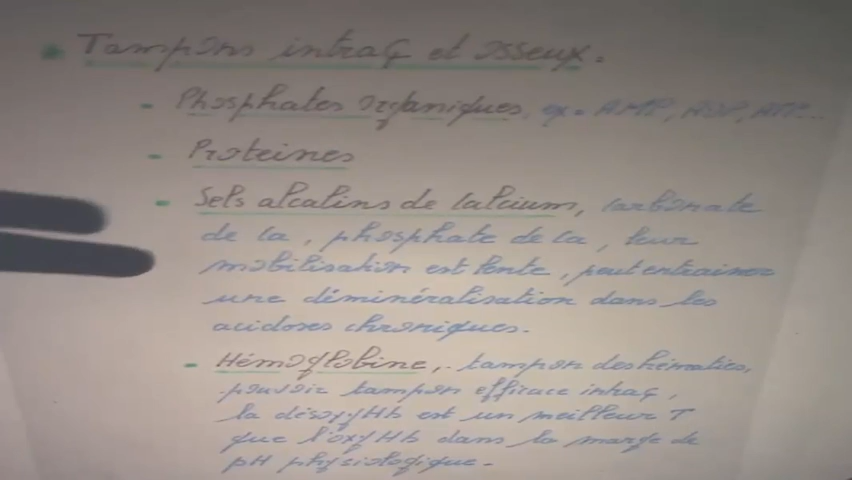 Tampons intraç et osseux.
- Phosphates organiques, ex = AMP, ADP, ATP...
- Proteines
- Sels alcalins de calcium, carbonate
de Ca, phosphate de Ca, leur
mobilisation est lente, peut entrainer
une déminéralisation dans les
acidoses chroniques.
- Hémoglobine, tampon des hématies,
pouvoir tampon efficace intraç,
la désoxyHb est un meilleur T
que l'oxyHb dans la marge de
pH physiologique.